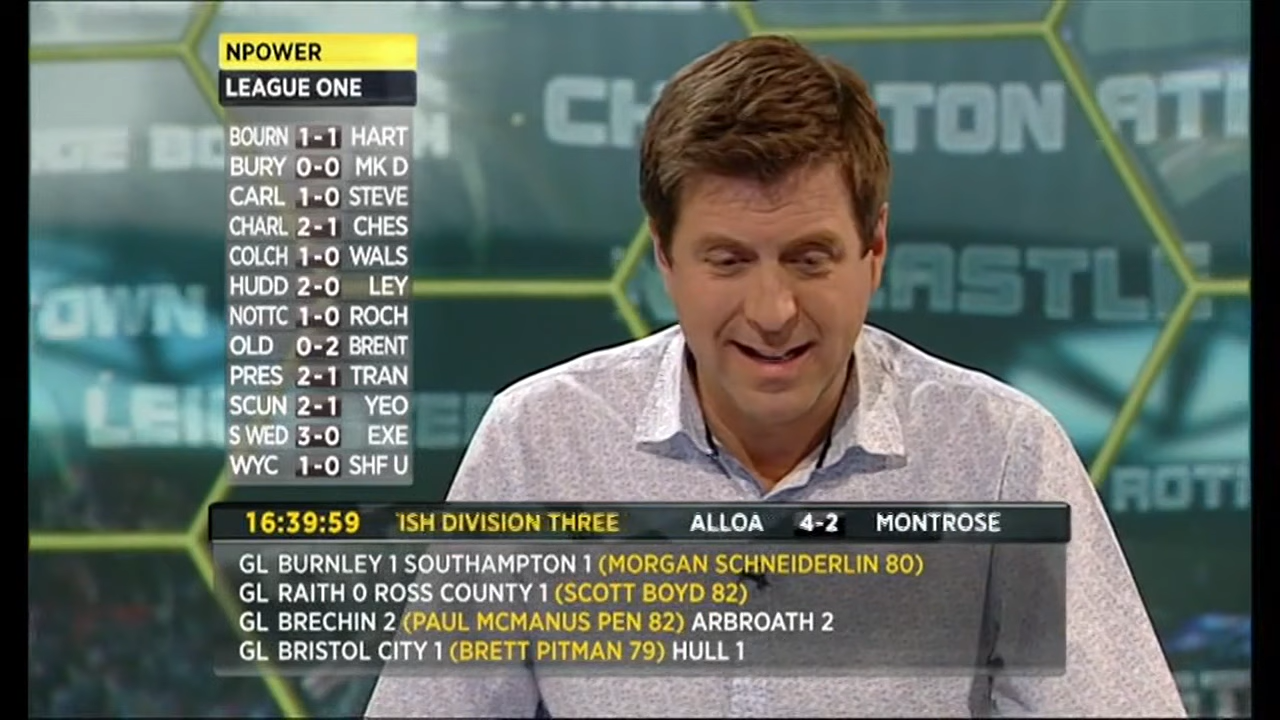 NPOWER
LEAGUE ONE
BOURN 1-1 HART
BURY 0-0 MK D
CARL 1-0 STEVE
CHARL 2-1 CHES
COLCH 1-0 WALS
HUDD 2-0 LEY
NOTTC 1-0 ROCH
OLD 0-2 BRENT
PRES 2-1 TRAN
SCUN 2-1 YEO
S WED 3-0 EXE
WYC 1-0 SHF U
16:39:59 ISH DIVISION THREE ALLOA 4-2 MONTROSE
GL BURNLEY 1 SOUTHAMPTON 1 (MORGAN SCHNEIDERLIN 80)
GL RAITH 0 ROSS COUNTY 1 (SCOTT BOYD 82)
GL BRECHIN 2 (PAUL MCMANUS PEN 82) ARBROATH 2
GL BRISTOL CITY 1 (BRETT PITMAN 79) HULL 1